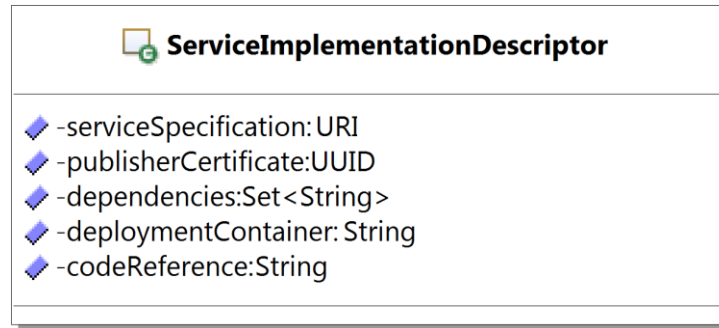 ServiceImplementationDescriptor
-serviceSpecification: URI
-publisherCertificate:UUID
-dependencies:Set<String>
-deploymentContainer: String
-codeReference:String